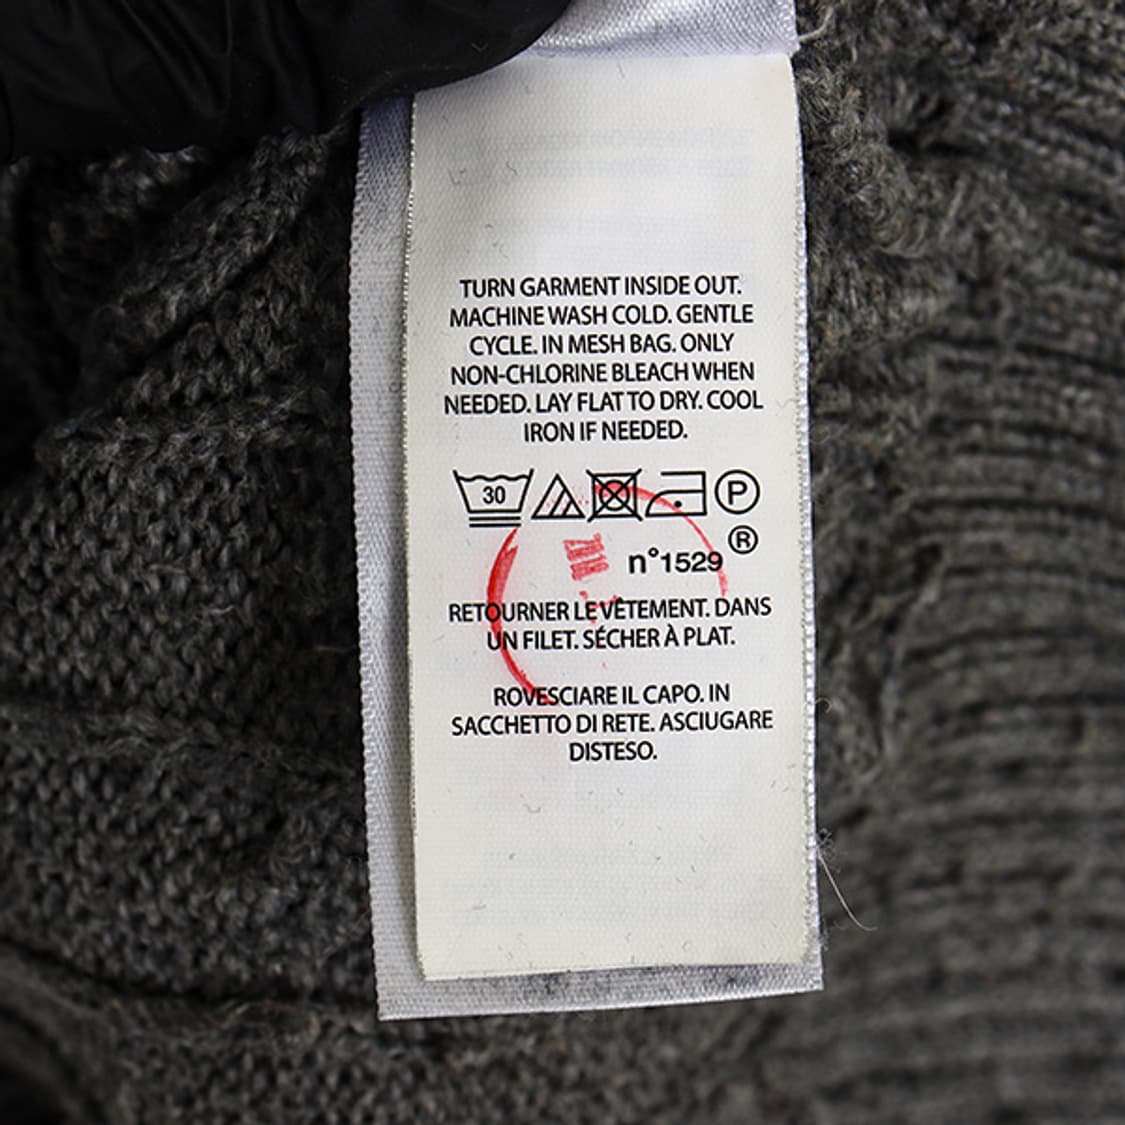 TURN GARMENT INSIDE OUT.
MACHINE WASH COLD. GENTLE
CYCLE. IN MESH BAG. ONLY
NON-CHLORINE BLEACH WHEN
NEEDED. LAY FLAT TO DRY. COOL
IRON IF NEEDED.
30 P
®
n°1529
RETOURNER LE VÊTEMENT. DANS
UN FILET. SÉCHER À PLAT.
ROVESCIARE IL CAPO. IN
SACCHETTO DI RETE. ASCIUGARE
DISTESO.